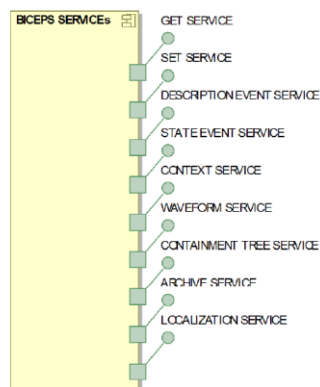 BICEPS SERVICEs
GET SERVICE
SET SERVICE
DESCRIPTION EVENT SERVICE
STATE EVENT SERVICE
CONTEXT SERVICE
WAVEFORM SERVICE
CONTAINMENT TREE SERVICE
ARCHIVE SERVICE
LOCALIZATION SERVICE